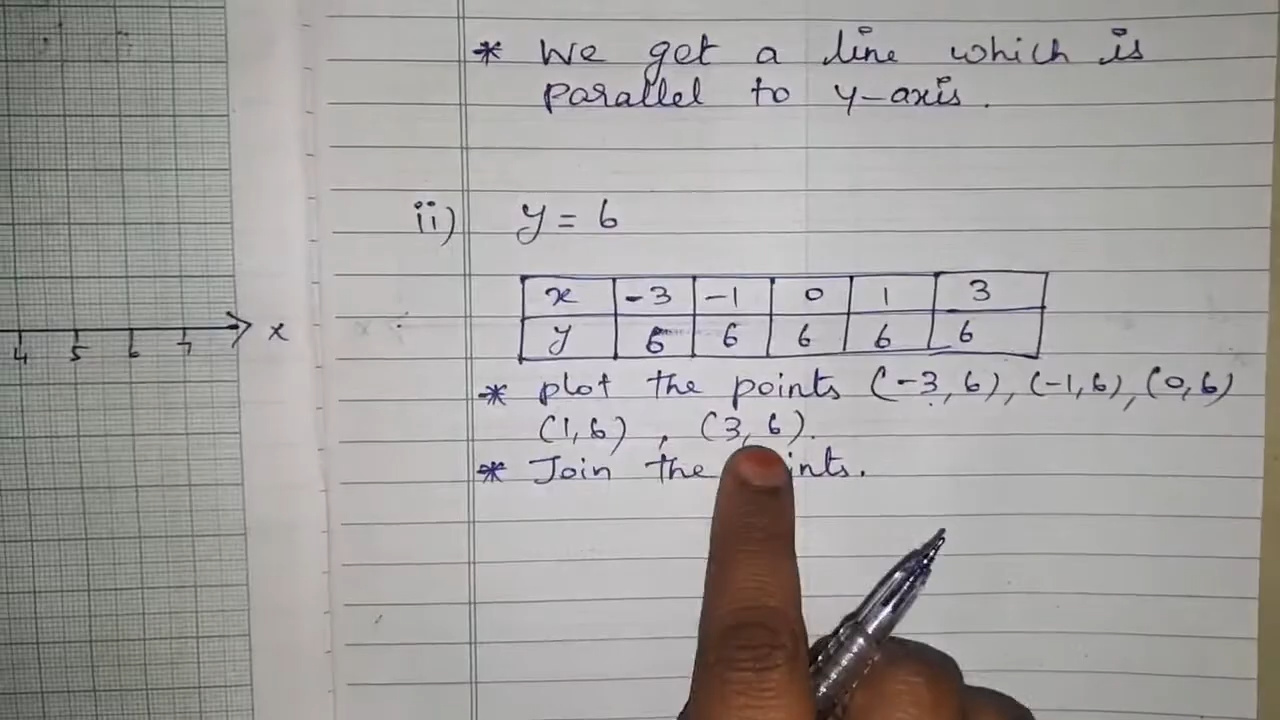 * We get a line which is
parallel to y-axis.
ii) y = 6
x -3 -1 0 1 3
y 6 6 6 6 6
* plot the points (-3, 6), (-1, 6), (0, 6)
(1, 6) , (3, 6).
* Join the
4 5 6 7 x